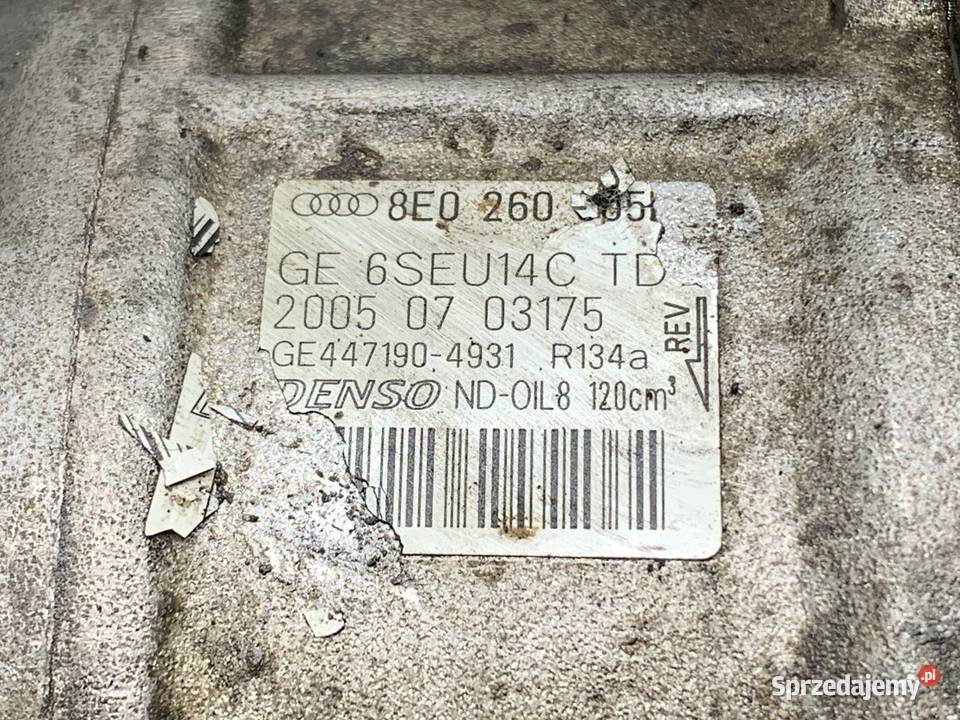 8E0 260
GE 6SEU14C TD
2005 07 03175
GE447190-4931 R134a
DENSO ND-OIL8 120cm³
REV
Sprzedajemy.pl